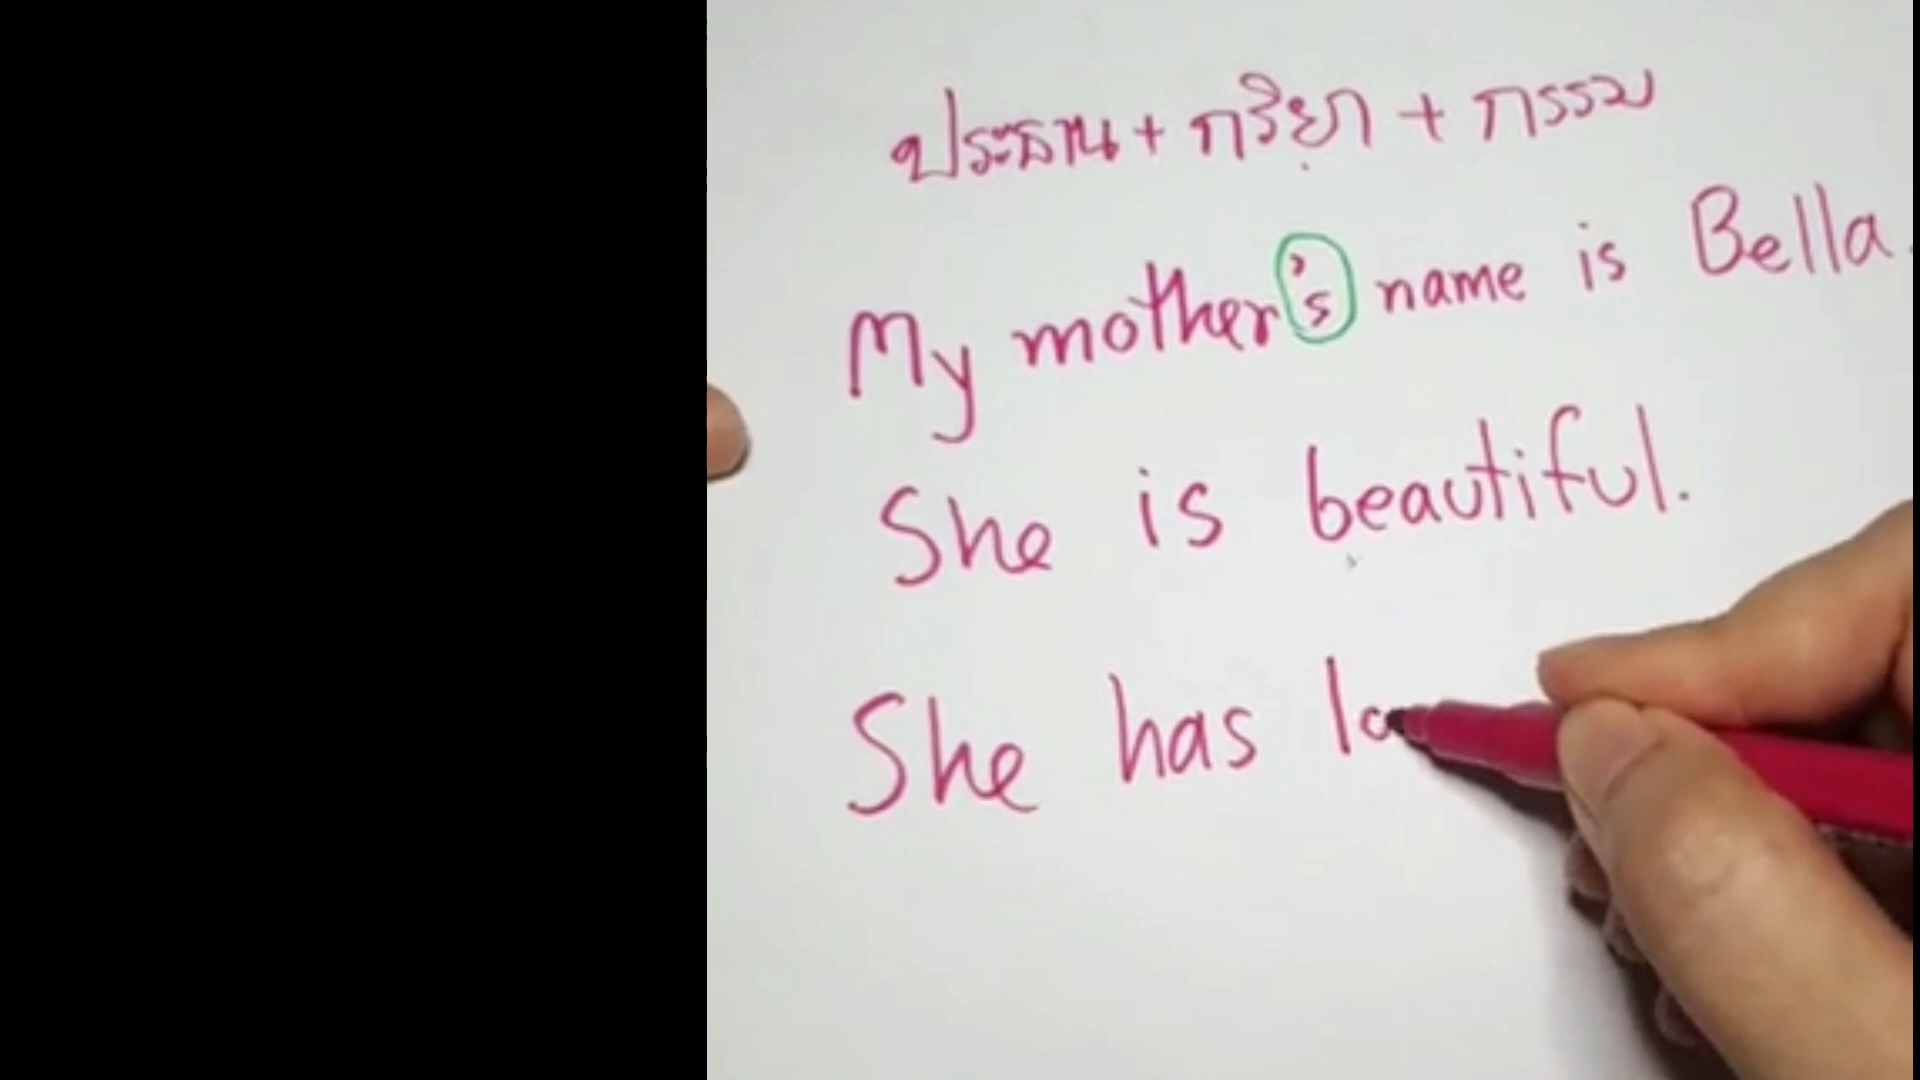 ประธาน + กริยา + กรรม
My mother's name is Bella.
She is beautiful.
She has lo